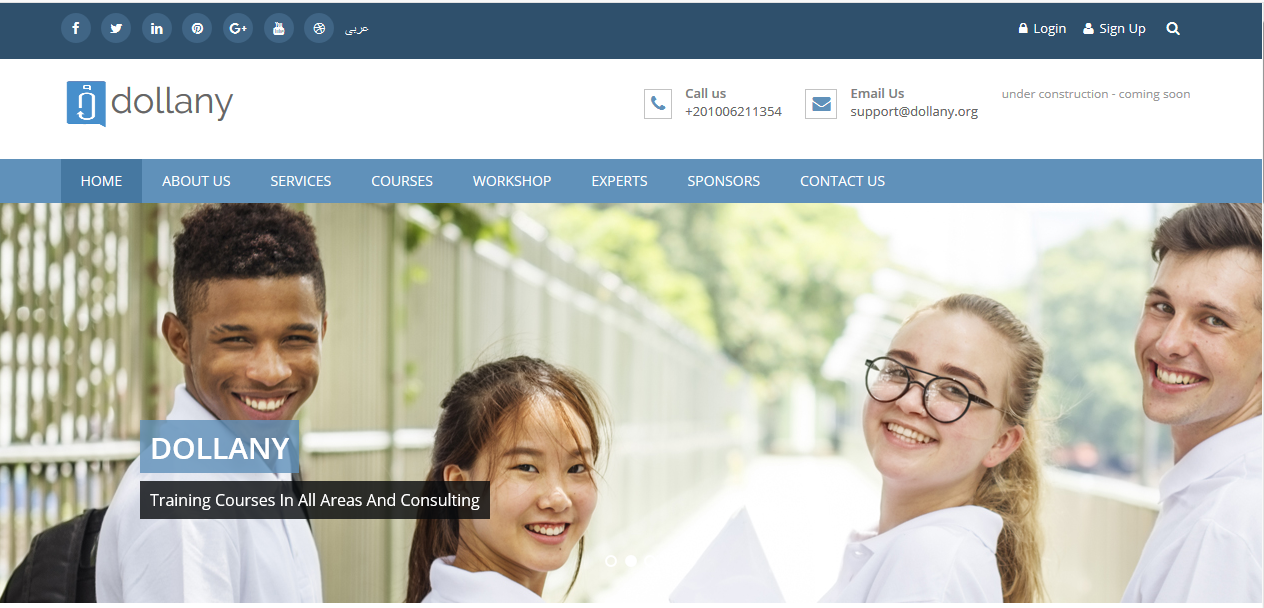 عربى
Login
Sign Up
dollany
Call us
+201006211354
Email Us
support@dollany.org
under construction - coming soon
HOME
ABOUT US
SERVICES
COURSES
WORKSHOP
EXPERTS
SPONSORS
CONTACT US
DOLLANY
Training Courses In All Areas And Consulting